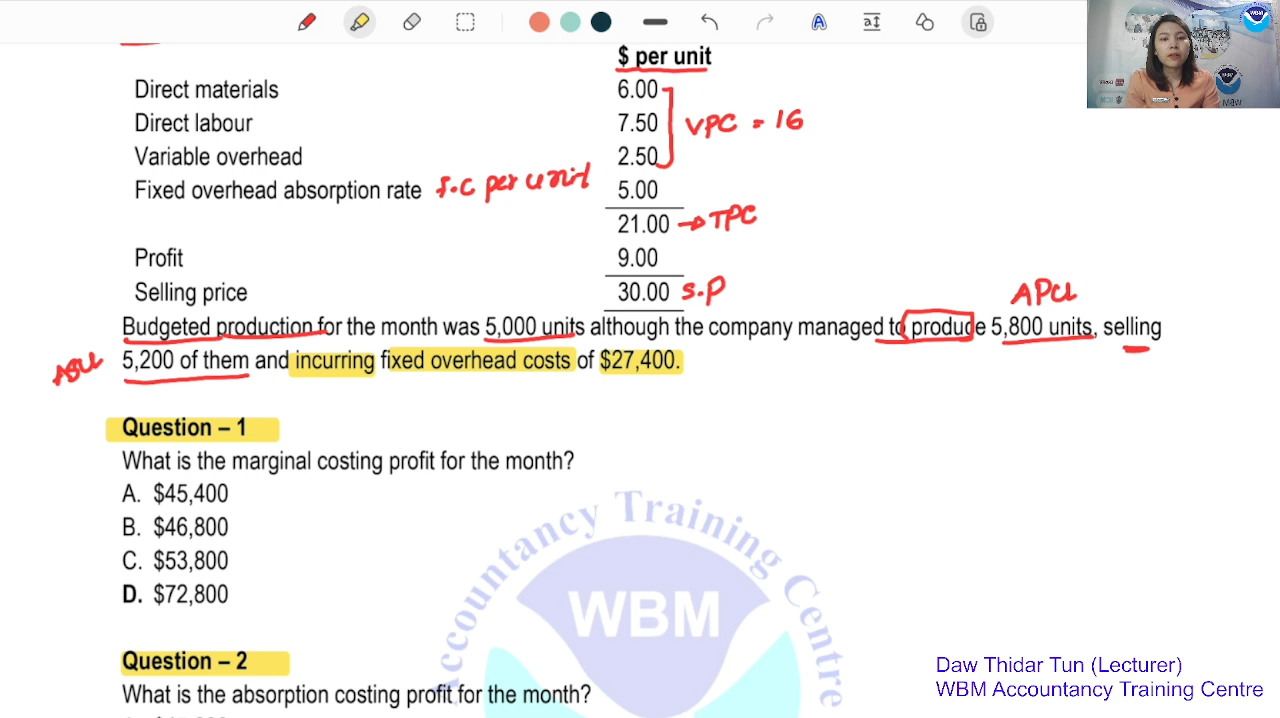 $ per unit
Direct materials 6.00
Direct labour 7.50 VPC = 16
Variable overhead 2.50
Fixed overhead absorption rate f.c per unit 5.00
21.00 → TPC
Profit 9.00
Selling price 30.00 S.P
APU
Budgeted production for the month was 5,000 units although the company managed to produce 5,800 units, selling
ASU 5,200 of them and incurring fixed overhead costs of $27,400.
Question – 1
What is the marginal costing profit for the month?
A. $45,400
B. $46,800
C. $53,800
D. $72,800
Question – 2
What is the absorption costing profit for the month?
Accountancy Training Centre
WBM
Daw Thidar Tun (Lecturer)
WBM Accountancy Training Centre